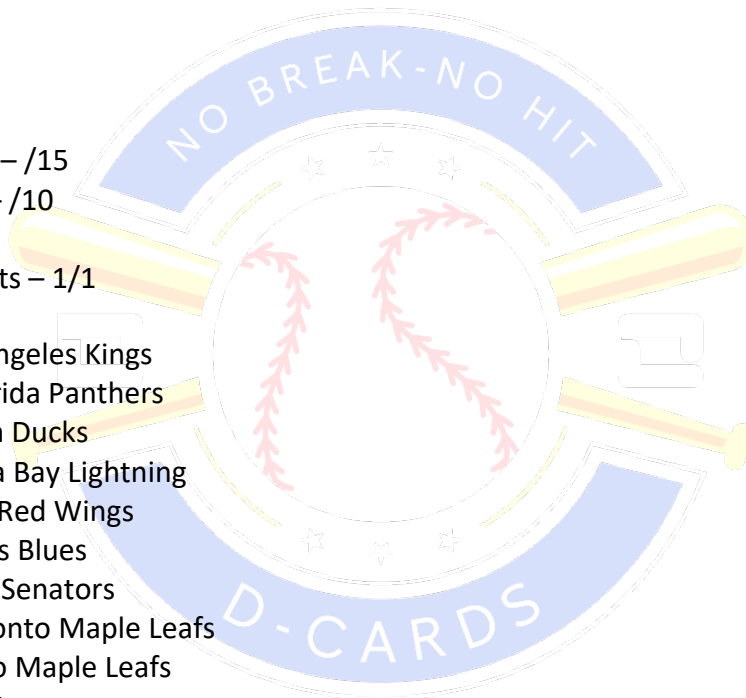 NO BREAK-NO HIT
– /15
- /10
ts – 1/1
ngeles Kings
rida Panthers
n Ducks
a Bay Lightning
Red Wings
s Blues
Senators
onto Maple Leafs
o Maple Leafs
D-CARDS